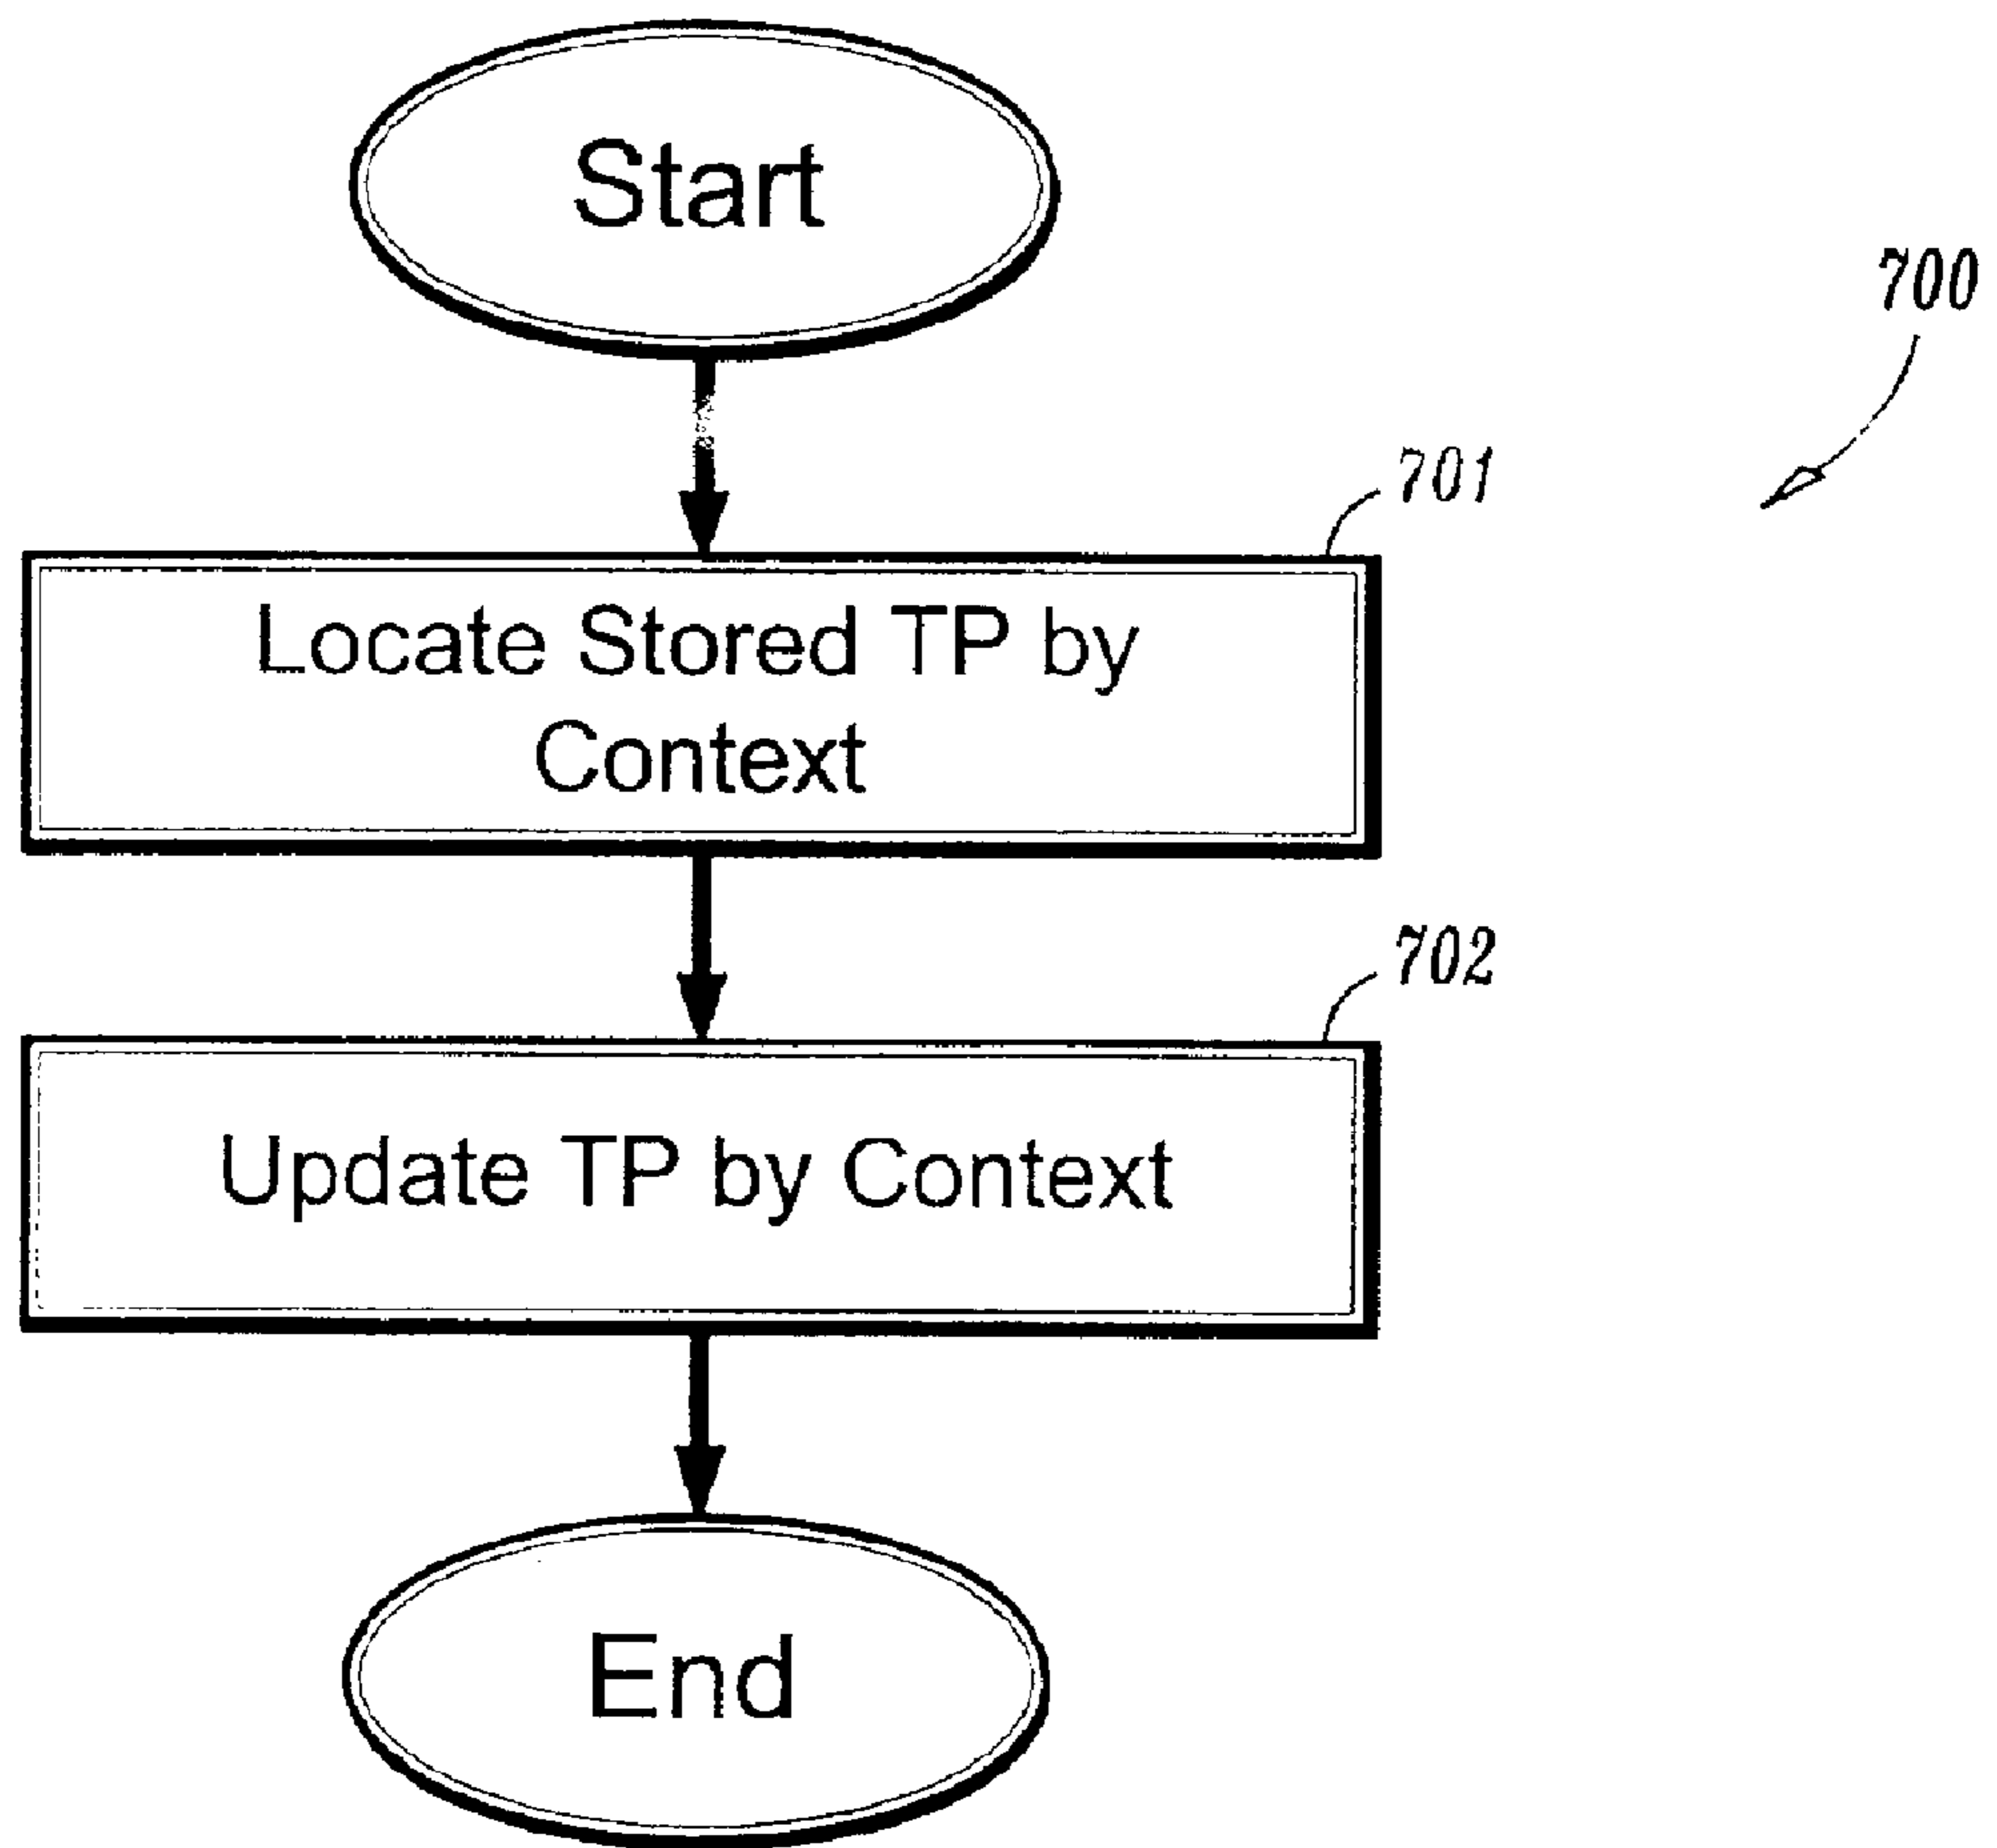 Start
700
701
Locate Stored TP by
Context
702
Update TP by Context
End